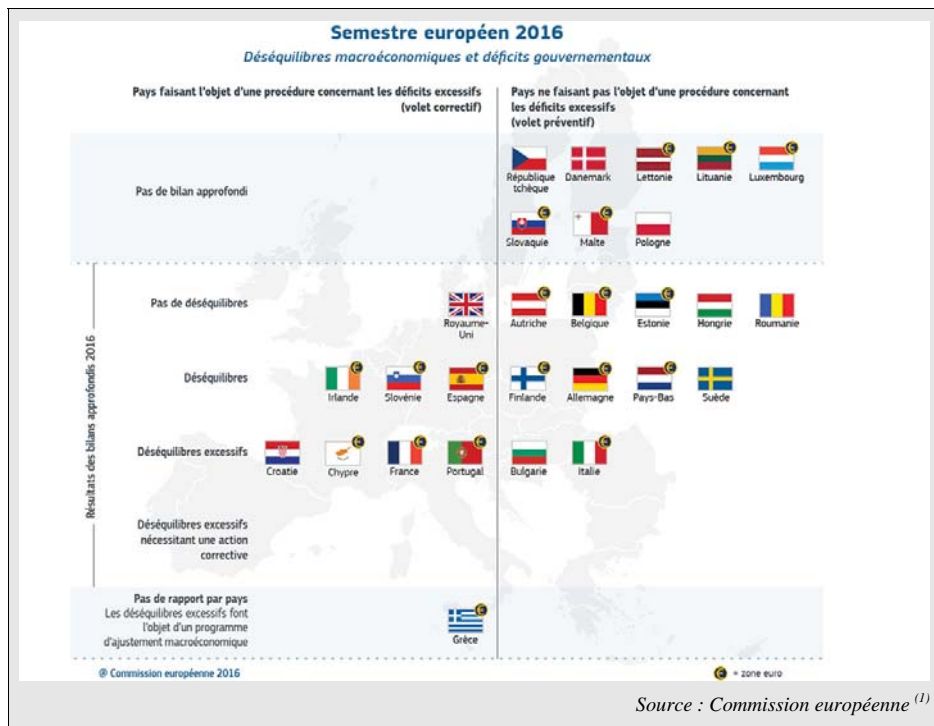 Semestre européen 2016
Déséquilibres macroéconomiques et déficits gouvernementaux
Pays faisant l'objet d'une procédure concernant les déficits excessifs
(volet correctif)
Pays ne faisant pas l'objet d'une procédure concernant
les déficits excessifs
(volet préventif)
Pas de bilan approfondi
République
tchèque
Danemark
Lettonie
Lituanie
Luxembourg
Slovaquie
Malte
Pologne
Résultats des bilans approfondis 2016
Pas de déséquilibres
Royaume-
Uni
Autriche
Belgique
Estonie
Hongrie
Roumanie
Déséquilibres
Irlande
Slovénie
Espagne
Finlande
Allemagne
Pays-Bas
Suède
Déséquilibres excessifs
Croatie
Chypre
France
Portugal
Bulgarie
Italie
Déséquilibres excessifs
nécessitant une action
corrective
Pas de rapport par pays
Les déséquilibres excessifs font
l'objet d'un programme
d'ajustement macroéconomique
Grèce
@ Commission européenne 2016
€ = zone euro
Source : Commission européenne (1)